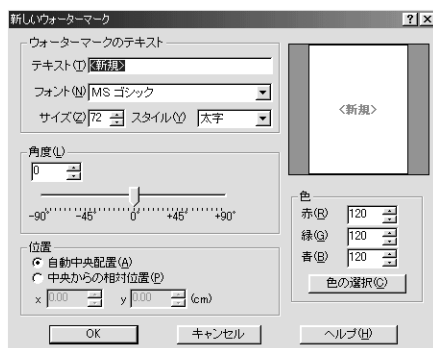 新しいウォーターマーク
ウォーターマークのテキスト
テキスト(T) <新規>
フォント(N) MS ゴシック
サイズ(Z) 72 スタイル(Y) 太字
<新規>
角度(L)
0
-90° -45° 0° +45° +90°
色
赤(R) 120
緑(G) 120
青(B) 120
色の選択(C)
位置
自動中央配置(A)
中央からの相対位置(P)
x 0.00 y 0.00 (cm)
OK キャンセル ヘルプ(H)